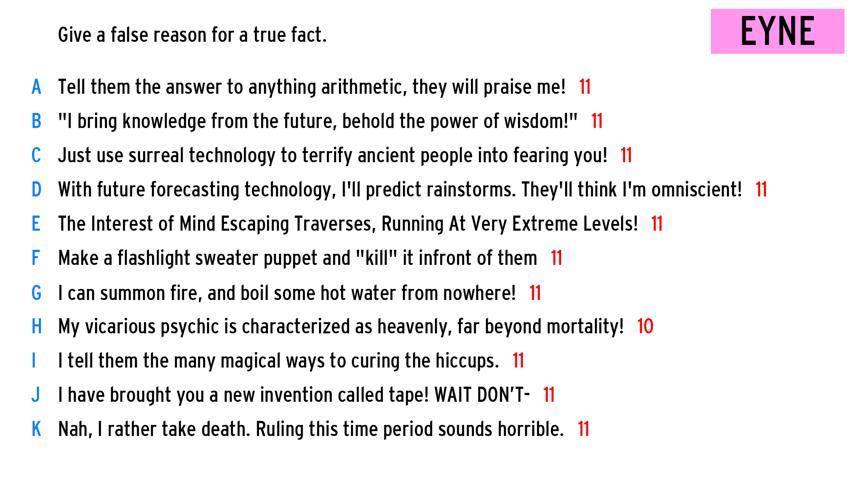 Give a false reason for a true fact.
EYNE
A Tell them the answer to anything arithmetic, they will praise me! 11
B "I bring knowledge from the future, behold the power of wisdom!" 11
C Just use surreal technology to terrify ancient people into fearing you! 11
D With future forecasting technology, I'll predict rainstorms. They'll think I'm omniscient! 11
E The Interest of Mind Escaping Traverses, Running At Very Extreme Levels! 11
F Make a flashlight sweater puppet and "kill" it infront of them 11
G I can summon fire, and boil some hot water from nowhere! 11
H My vicarious psychic is characterized as heavenly, far beyond mortality! 10
I I tell them the many magical ways to curing the hiccups. 11
J I have brought you a new invention called tape! WAIT DON'T- 11
K Nah, I rather take death. Ruling this time period sounds horrible. 11